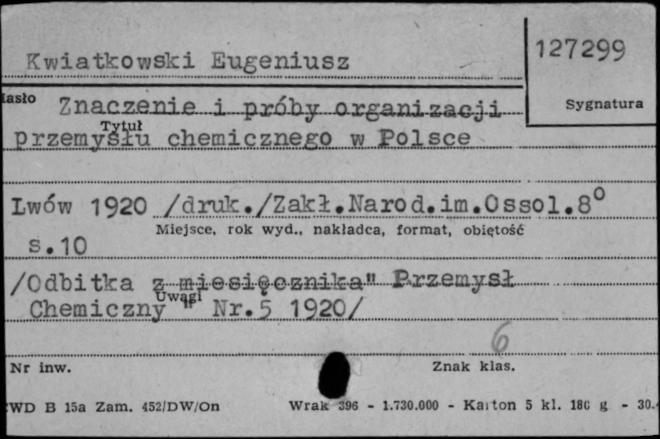 Kwiatkowski Eugeniusz
127299
Hasło Znaczenie i próby organizacji
Sygnatura
Tytuł
przemysłu chemicznego w Polsce
Lwów 1920 /druk./Zakł.Narod.im.Ossol.8°
Miejsce, rok wyd., nakładca, format, objętość
s.10
/Odbitka z miesięcznika" Przemysł
Uwagi
Chemiczny " Nr.5 1920/
6
Nr inw.
Znak klas.
CWD B 15a Zam. 452/DW/On Wrak 396 - 1.730.000 - Karton 5 kl. 180 g - 30.